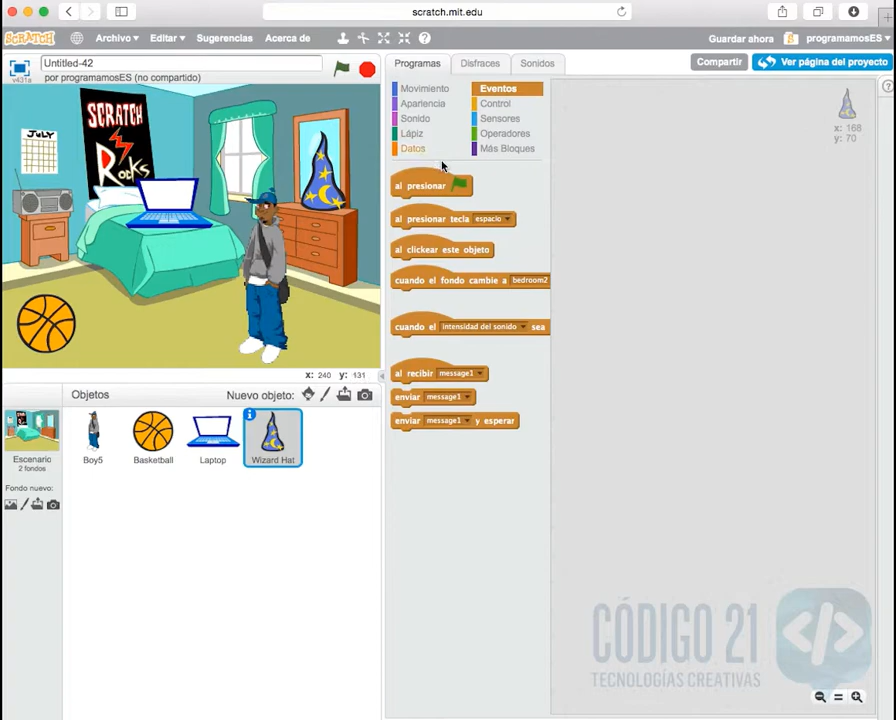 scratch.mit.edu
SCRATCH
Archivo
Editar
Sugerencias
Acerca de
Guardar ahora
programamosES
Untitled-42
por programamosES (no compartido)
v431a
Programas
Disfraces
Sonidos
Compartir
Ver página del proyecto
JULY
SCRATCH
Rocks
Movimiento
Eventos
Apariencia
Control
Sonido
Sensores
Lápiz
Operadores
Datos
Más Bloques
x: 168
y: 70
al presionar
al presionar tecla espacio
al clickear este objeto
cuando el fondo cambie a bedroom2
cuando el intensidad del sonido sea
al recibir message1
enviar message1
enviar message1 y esperar
x: 240 y: 131
Objetos
Nuevo objeto:
Escenario
2 fondos
Fondo nuevo:
Boy5
Basketball
Laptop
Wizard Hat
CÓDIGO 21
TECNOLOGÍAS CREATIVAS